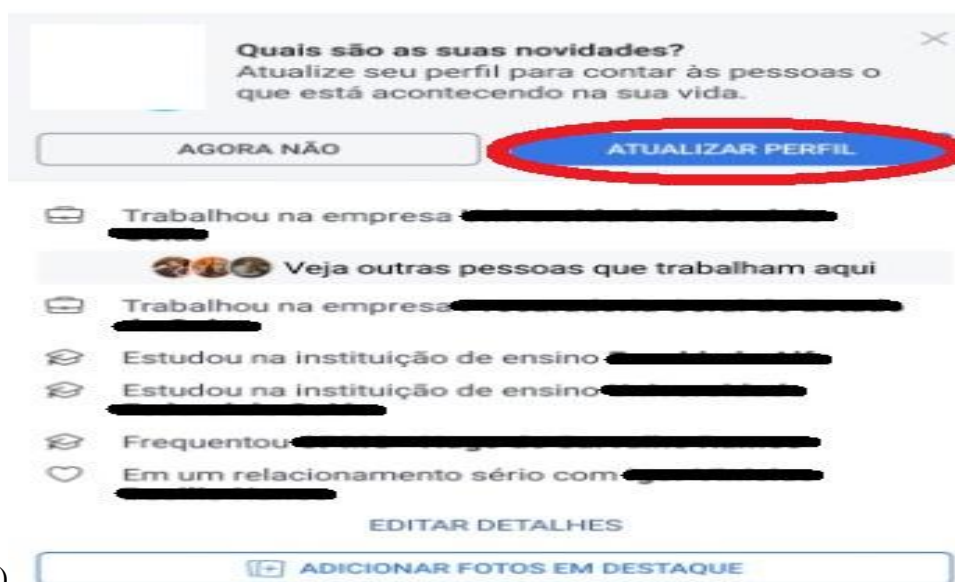 Quais são as suas novidades?
Atualize seu perfil para contar às pessoas o
que está acontecendo na sua vida.
AGORA NÃO
ATUALIZAR PERFIL
Trabalhou na empresa
Veja outras pessoas que trabalham aqui
Trabalhou na empresa
Estudou na instituição de ensino
Estudou na instituição de ensino
Frequentou
Em um relacionamento sério com
EDITAR DETALHES
)
ADICIONAR FOTOS EM DESTAQUE